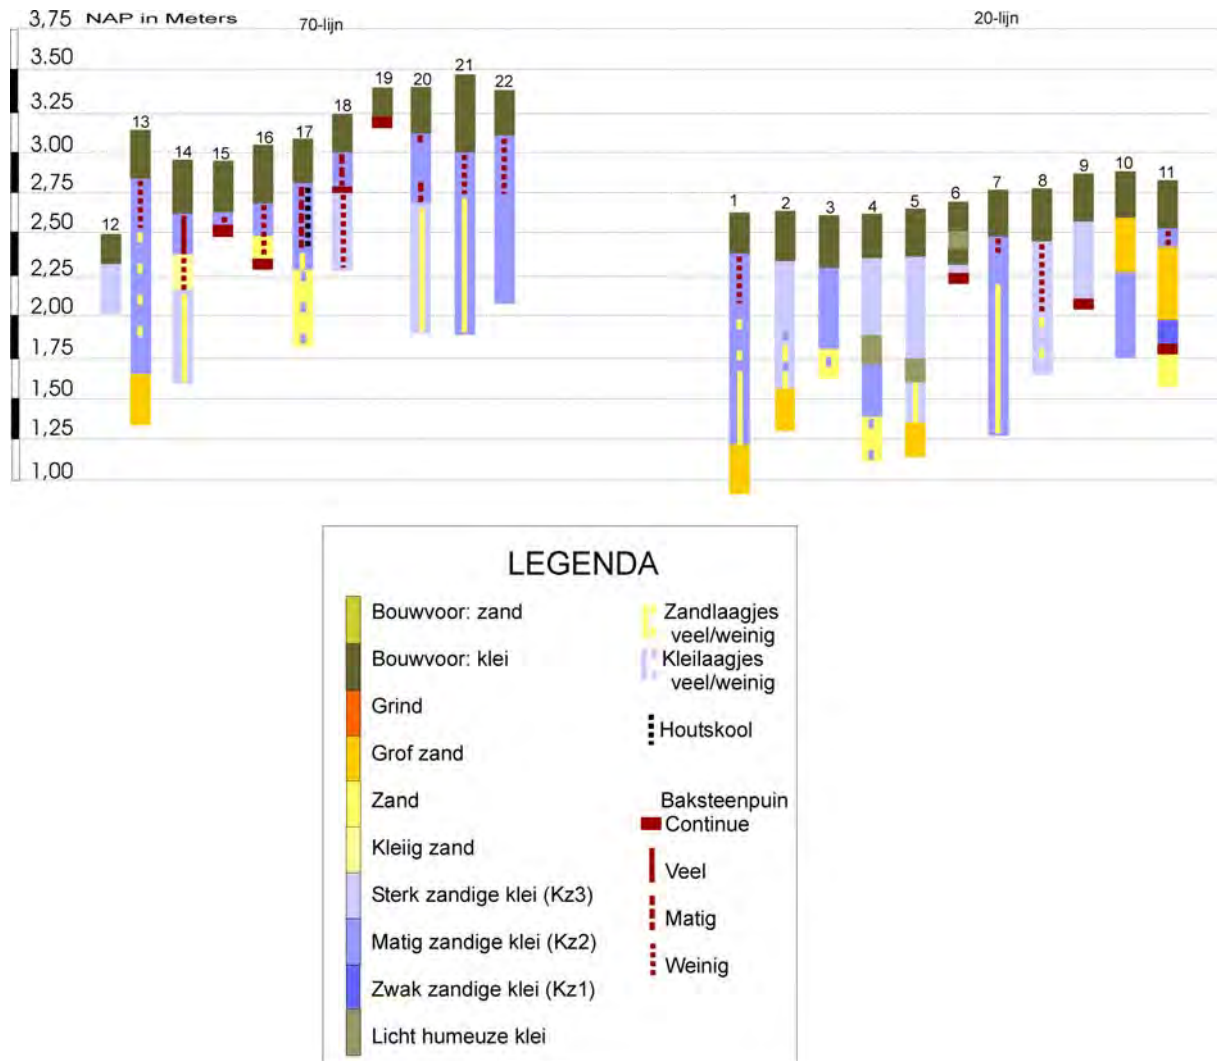 NAP in Meters
70-lijn
20-lijn
3,75
3.50
3.25
3.00
2.75
2.50
2.25
2.00
1,75
1,50
1,25
1,00
12
13
14
15
16
17
18
19
20
21
22
1
2
3
4
5
6
7
8
9
10
11
LEGENDA
Bouwvoor: zand
Bouwvoor: klei
Grind
Grof zand
Zand
Kleiig zand
Sterk zandige klei (Kz3)
Matig zandige klei (Kz2)
Zwak zandige klei (Kz1)
Licht humeuze klei
Zandlaagjes
veel/weinig
Kleilaagjes
veel/weinig
Houtskool
Baksteenpuin
Continue
Veel
Matig
Weinig